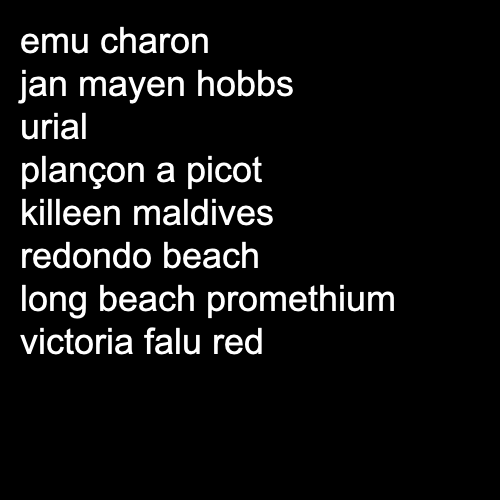 emu charon
jan mayen hobbs
urial
plançon a picot
killeen maldives
redondo beach
long beach promethium
victoria falu red